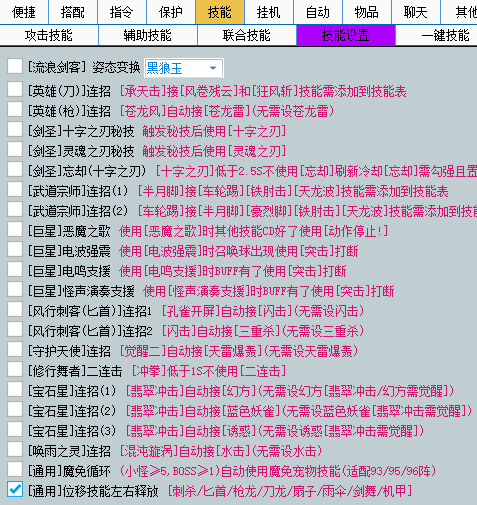 便捷 搭配 指令 保护 技能 挂机 自动 物品 聊天 其他
攻击技能 辅助技能 联合技能 技能设置 一键技能
[流浪剑客] 姿态变换 黑狼玉
[英雄(刀)]连招 [承天击]接[风卷残云]和[狂风斩]技能需添加到技能表
[英雄(枪)]连招 [苍龙风]自动接[苍龙雷](无需设苍龙雷)
[剑圣]十字之刃秘技 触发秘技后使用[十字之刃]
[剑圣]灵魂之刃秘技 触发秘技后使用[灵魂之刃]
[剑圣]忘却(十字之刃) [十字之刃]低于2.5S不使用[忘却]刷新冷却[忘却]需勾强且置
[武道宗师]连招(1) [半月脚]接[车轮踢][铁肘击][天龙波]技能需添加到技能表
[武道宗师]连招(2) [车轮踢]接[半月脚][豪烈脚][铁肘击][天龙波]技能需添加到技能
[巨星]恶魔之歌 使用[恶魔之歌]时其他技能CD好了使用[动作停止!]
[巨星]电波强震 使用[电波强震]时召唤球出现使用[突击]打断
[巨星]电鸣支援 使用[电鸣支援]时BUFF有了使用[突击]打断
[巨星]怪声演奏支援 使用[怪声演奏支援]时BUFF有了使用[突击]打断
[风行刺客(匕首)]连招1 [孔雀开屏]自动接[闪击](无需设闪击)
[风行刺客(匕首)]连招2 [闪击]自动接[三重杀](无需设三重杀)
[守护天使]连招 [觉醒二]自动接[天雷爆轰](无需设天雷爆轰)
[修行舞者]二连击 [冲拳]低于1S不使用[二连击]
[宝石星]连招(1) [翡翠冲击]自动接[幻方](无需设幻方[翡翠冲击/幻方需觉醒])
[宝石星]连招(2) [翡翠冲击]自动接[蓝色妖雀](无需设蓝色妖雀[翡翠冲击需觉醒])
[宝石星]连招(3) [翡翠冲击]自动接[诱惑](无需设诱惑[翡翠冲击需觉醒])
[唤雨之灵]连招 [混沌漩涡]自动接[水击](无需设水击)
[通用]魔免循环 (小怪≥5,BOSS≥1)自动使用魔免宠物技能(适配93/95/96阵)
[通用]位移技能左右释放 [刺杀/匕首/枪龙/刀龙/扇子/雨伞/剑舞/机甲]